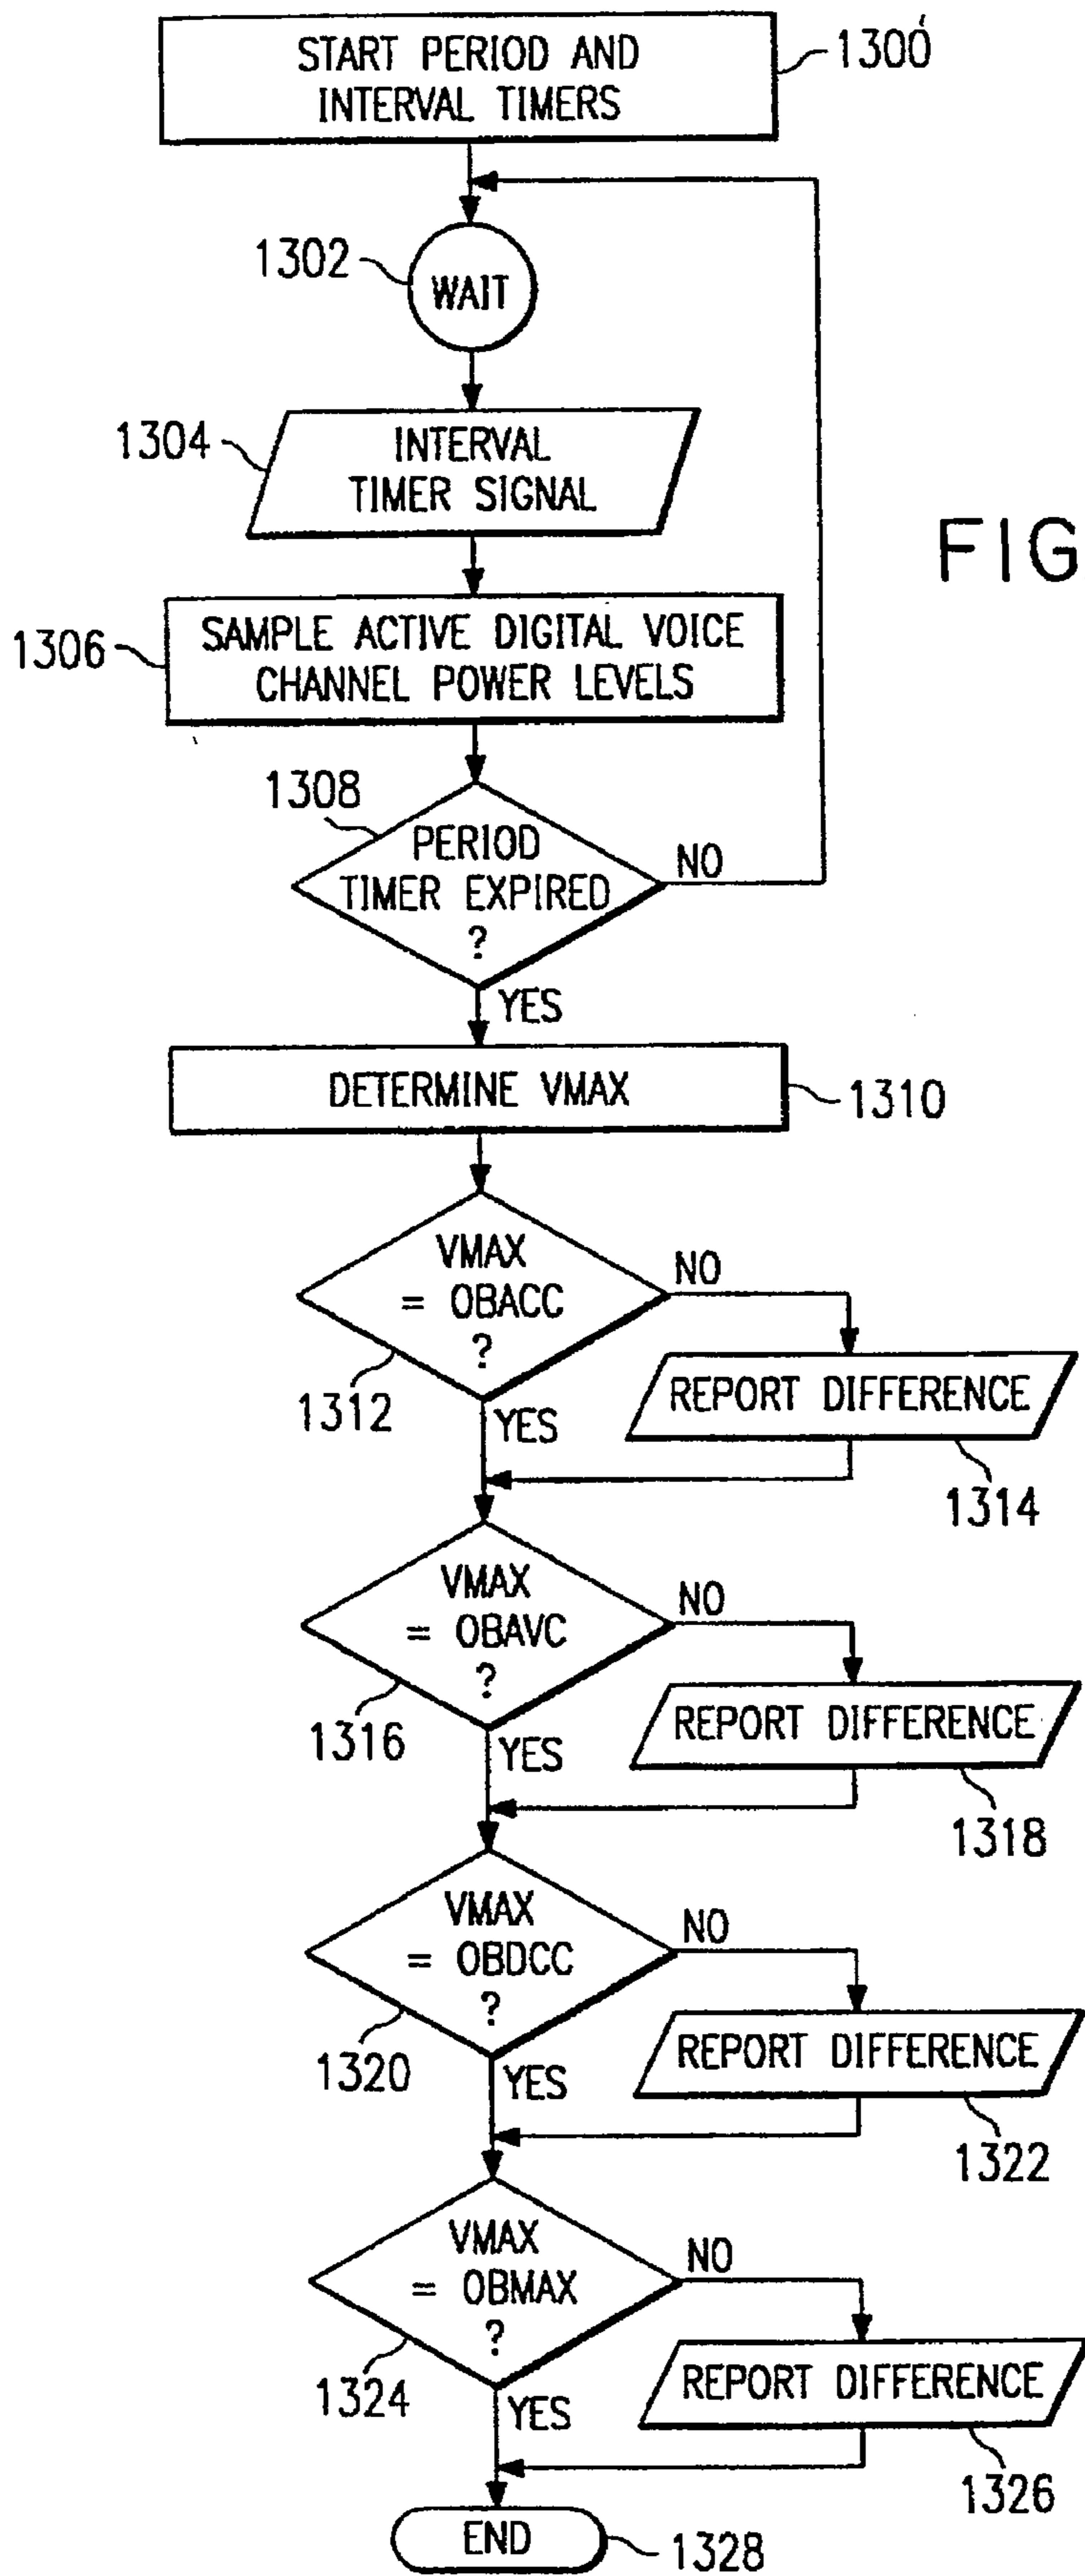 START PERIOD AND
INTERVAL TIMERS
1300
1302
WAIT
1304
INTERVAL
TIMER SIGNAL
FIG
1306
SAMPLE ACTIVE DIGITAL VOICE
CHANNEL POWER LEVELS
1308
PERIOD
TIMER EXPIRED
?
NO
YES
DETERMINE VMAX
1310
VMAX
= OBACC
?
NO
1312
YES
REPORT DIFFERENCE
1314
VMAX
= OBAVC
?
NO
1316
YES
REPORT DIFFERENCE
1318
VMAX
= OBDCC
?
NO
1320
YES
REPORT DIFFERENCE
1322
VMAX
= OBMAX
?
NO
1324
YES
REPORT DIFFERENCE
1326
END
1328